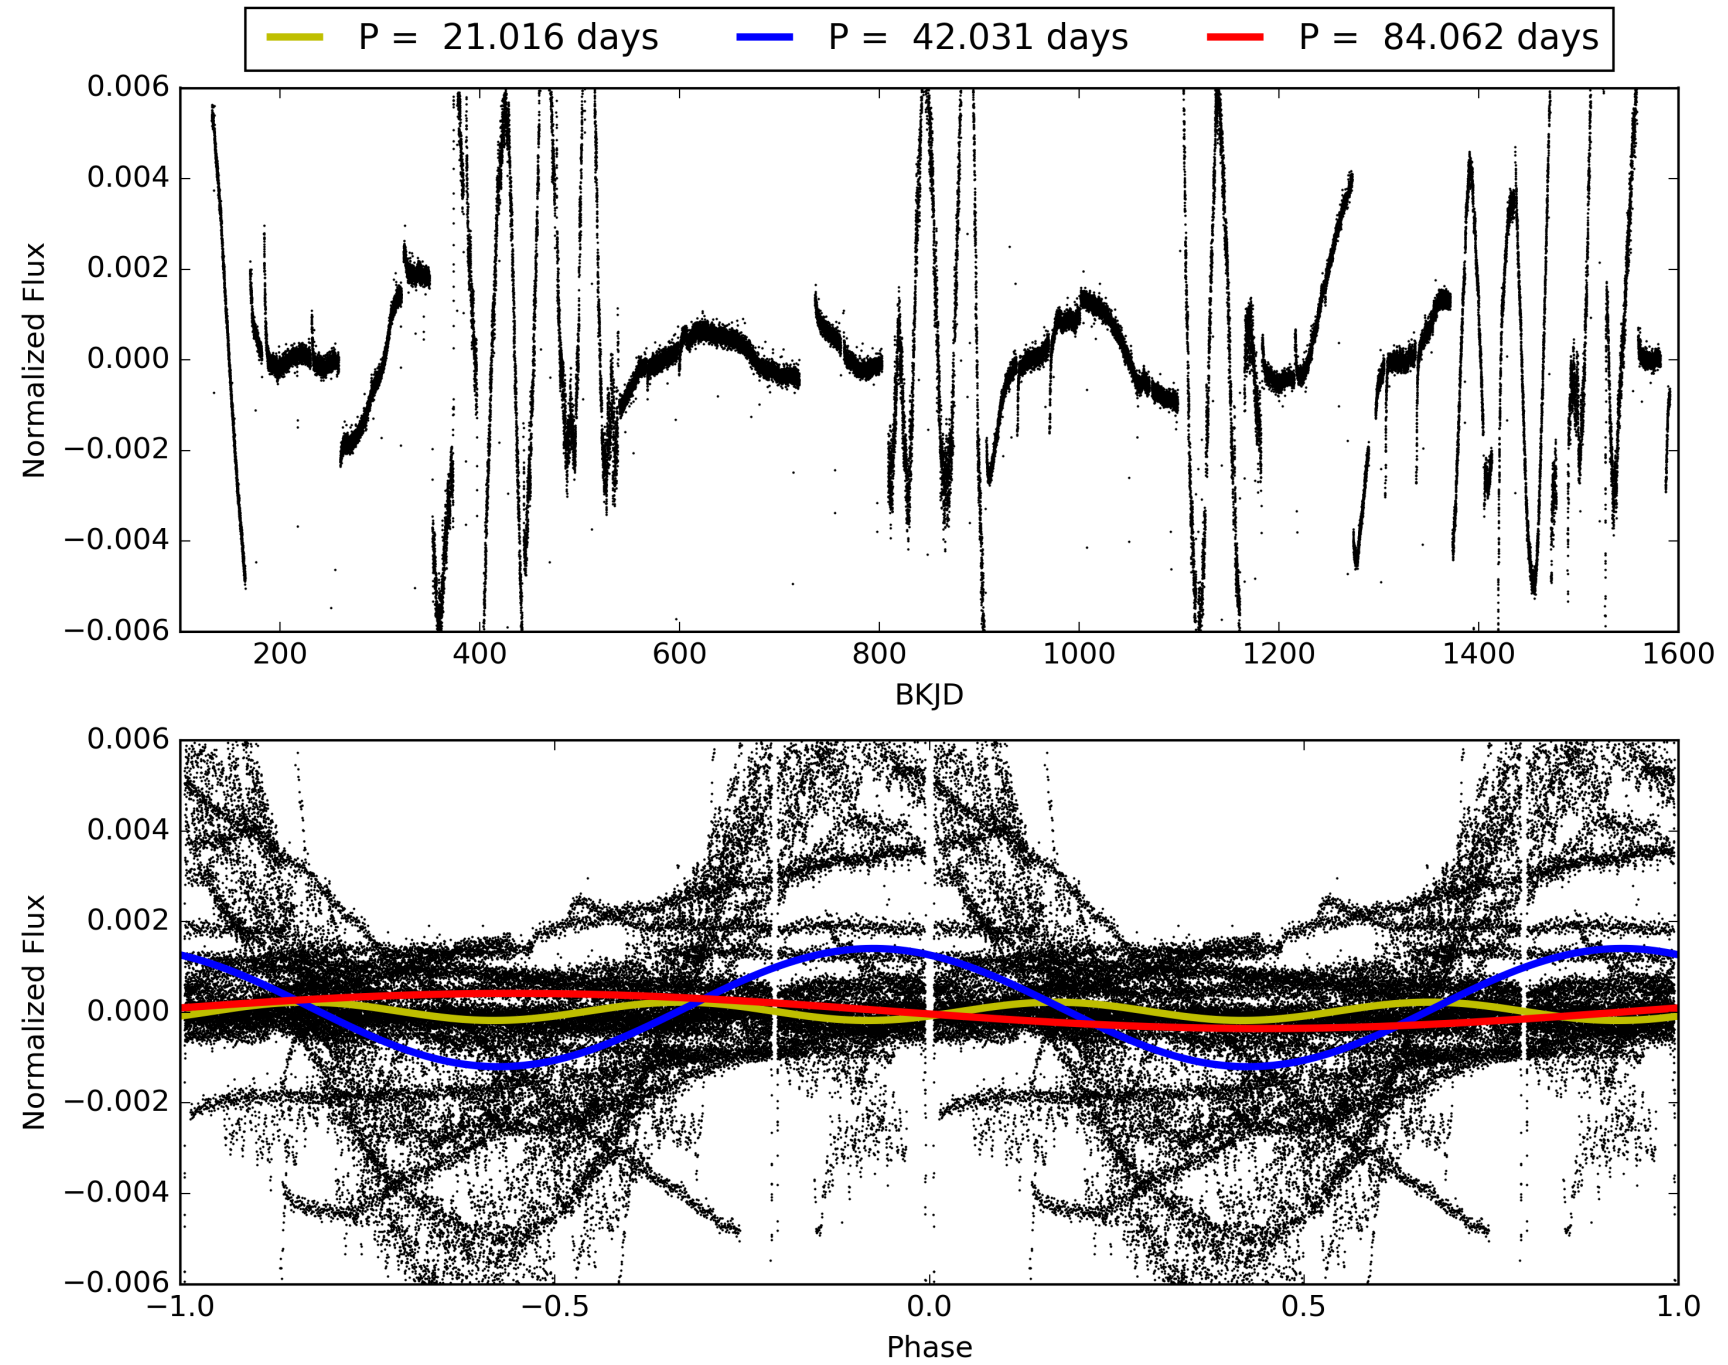 P = 21.016 days P = 42.031 days P = 84.062 days
0.006
0.004
0.002
0.000
−0.002
−0.004
−0.006
Normalized Flux
200 400 600 800 1000 1200 1400 1600
BKJD
0.006
0.004
0.002
0.000
−0.002
−0.004
−0.006
Normalized Flux
−1.0 −0.5 0.0 0.5 1.0
Phase